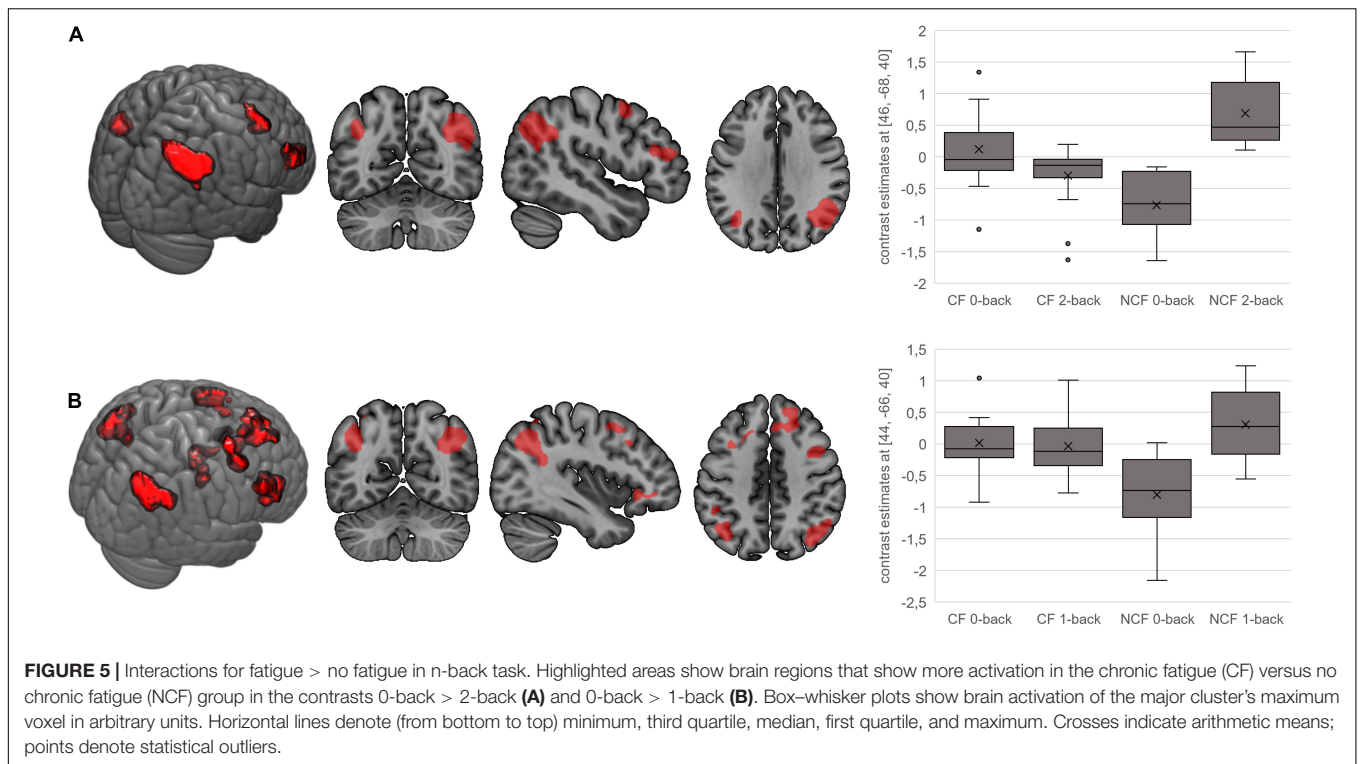 A
contrast estimates at [46, -68, 40]
2
1,5
1
0,5
0
-0,5
-1
-1,5
-2
CF 0-back CF 2-back NCF 0-back NCF 2-back
B
contrast estimates at [44, -66, 40]
1,5
1
0,5
0
-0,5
-1
-1,5
-2
-2,5
CF 0-back CF 1-back NCF 0-back NCF 1-back
FIGURE 5 | Interactions for fatigue > no fatigue in n-back task. Highlighted areas show brain regions that show more activation in the chronic fatigue (CF) versus no
chronic fatigue (NCF) group in the contrasts 0-back > 2-back (A) and 0-back > 1-back (B). Box–whisker plots show brain activation of the major cluster's maximum
voxel in arbitrary units. Horizontal lines denote (from bottom to top) minimum, third quartile, median, first quartile, and maximum. Crosses indicate arithmetic means;
points denote statistical outliers.